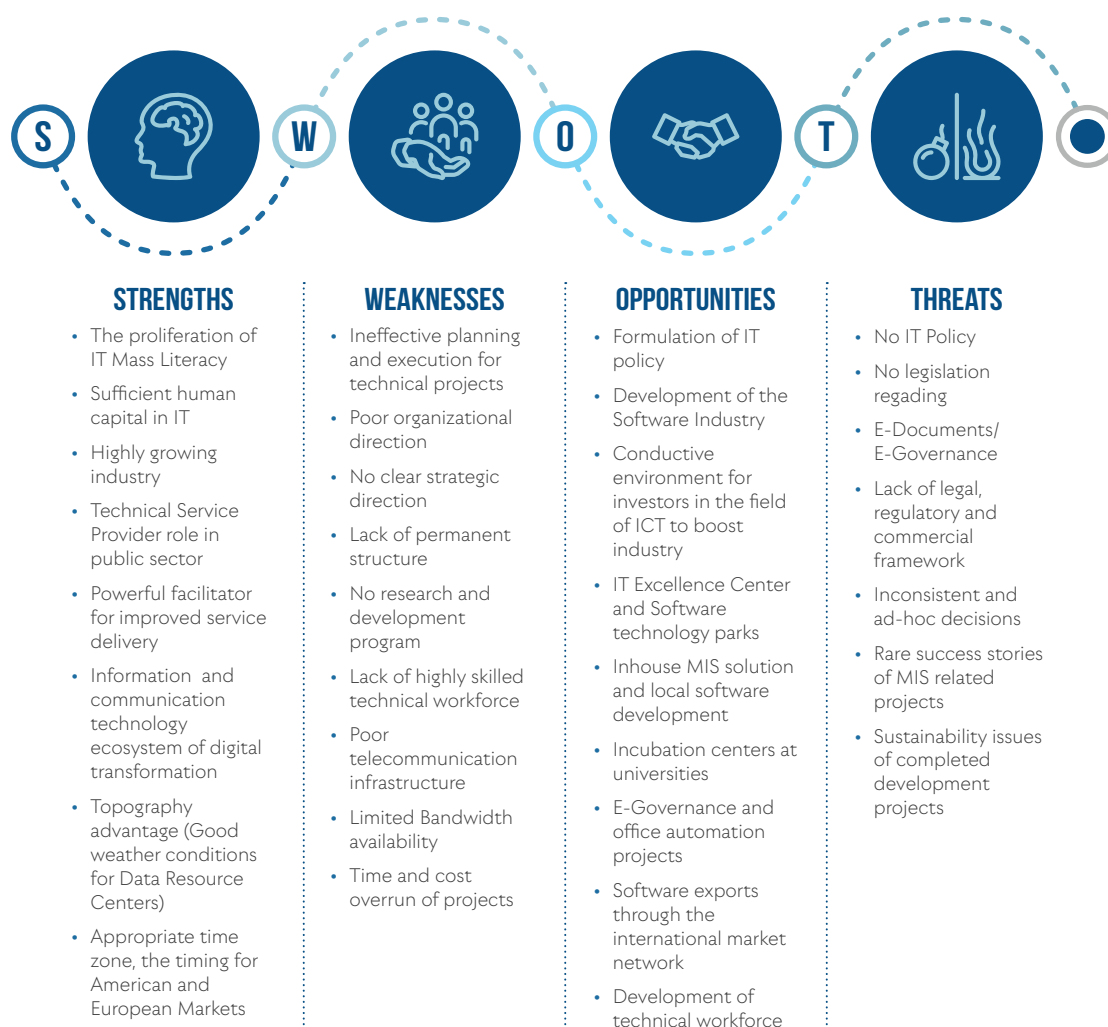 S
W
O
T
STRENGTHS
• The proliferation of
IT Mass Literacy
• Sufficient human
capital in IT
• Highly growing
industry
• Technical Service
Provider role in
public sector
• Powerful facilitator
for improved service
delivery
• Information and
communication
technology
ecosystem of digital
transformation
• Topography
advantage (Good
weather conditions
for Data Resource
Centers)
• Appropriate time
zone, the timing for
American and
European Markets
WEAKNESSES
• Ineffective planning
and execution for
technical projects
• Poor organizational
direction
• No clear strategic
direction
• Lack of permanent
structure
• No research and
development
program
• Lack of highly skilled
technical workforce
• Poor
telecommunication
infrastructure
• Limited Bandwidth
availability
• Time and cost
overrun of projects
OPPORTUNITIES
• Formulation of IT
policy
• Development of the
Software Industry
• Conductive
environment for
investors in the field
of ICT to boost
industry
• IT Excellence Center
and Software
technology parks
• Inhouse MIS solution
and local software
development
• Incubation centers at
universities
• E-Governance and
office automation
projects
• Software exports
through the
international market
network
• Development of
technical workforce
THREATS
• No IT Policy
• No legislation
regading
• E-Documents/
E-Governance
• Lack of legal,
regulatory and
commercial
framework
• Inconsistent and
ad-hoc decisions
• Rare success stories
of MIS related
projects
• Sustainability issues
of completed
development
projects